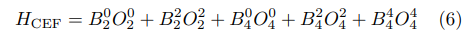 H_CEF = B_2^0 O_2^0 + B_2^2 O_2^2 + B_4^0 O_4^0 + B_4^2 O_4^2 + B_4^4 O_4^4 (6)